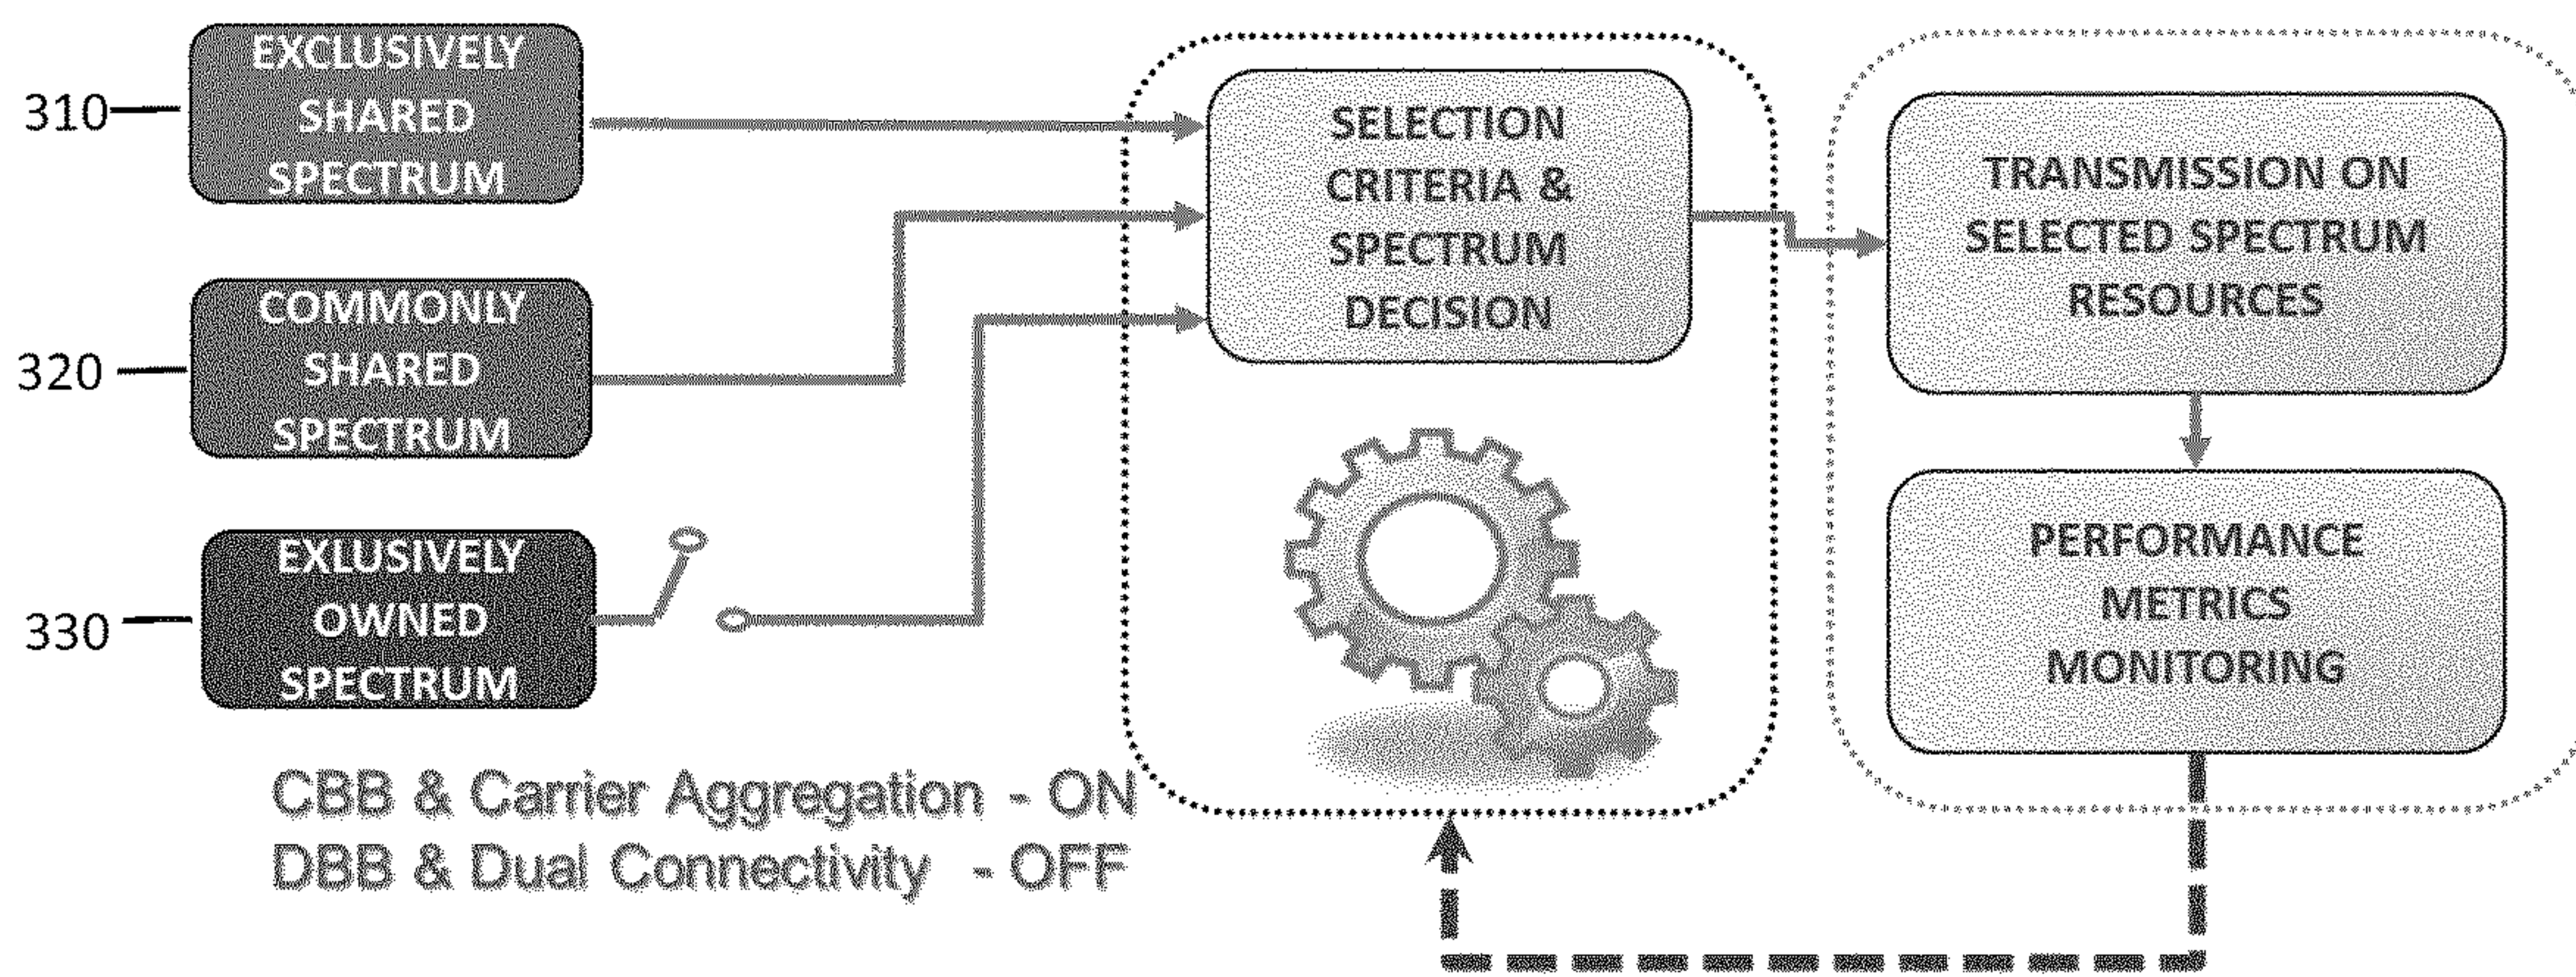 310
EXCLUSIVELY
SHARED
SPECTRUM
320
COMMONLY
SHARED
SPECTRUM
330
EXLUSIVELY
OWNED
SPECTRUM
CBB & Carrier Aggregation - ON
DBB & Dual Connectivity - OFF
SELECTION
CRITERIA &
SPECTRUM
DECISION
TRANSMISSION ON
SELECTED SPECTRUM
RESOURCES
PERFORMANCE
METRICS
MONITORING